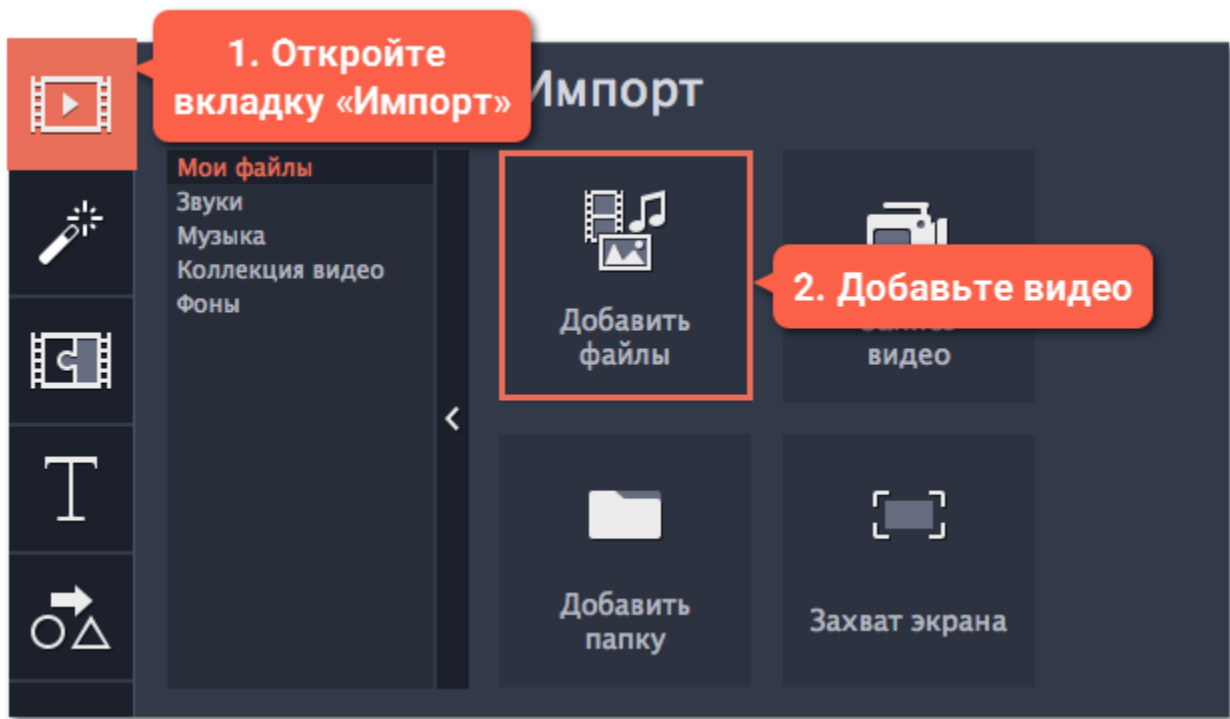 1. Откройте
вкладку «Импорт»
Импорт
Мои файлы
Звуки
Музыка
Коллекция видео
Фоны
Добавить
файлы
2. Добавьте видео
видео
Добавить
папку
Захват экрана